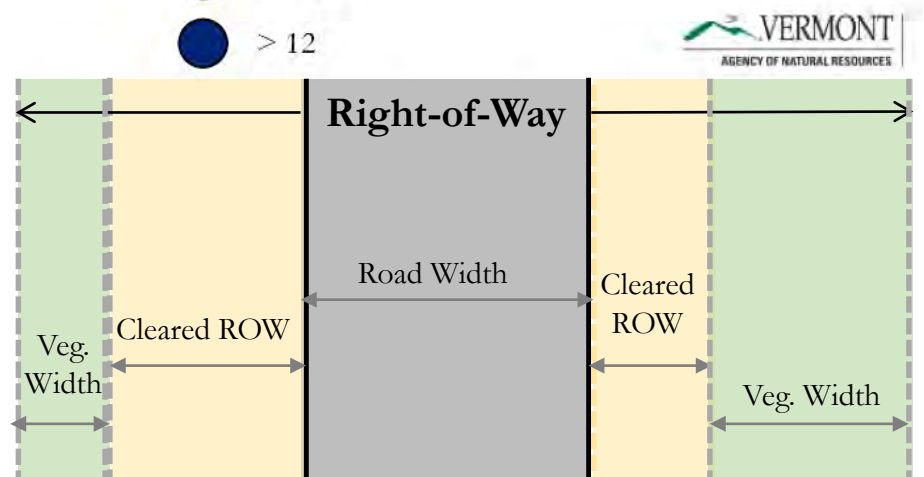 > 12
VERMONT
AGENCY OF NATURAL RESOURCES
Right-of-Way
Road Width
Cleared
ROW
Cleared ROW
Veg.
Width
Veg. Width